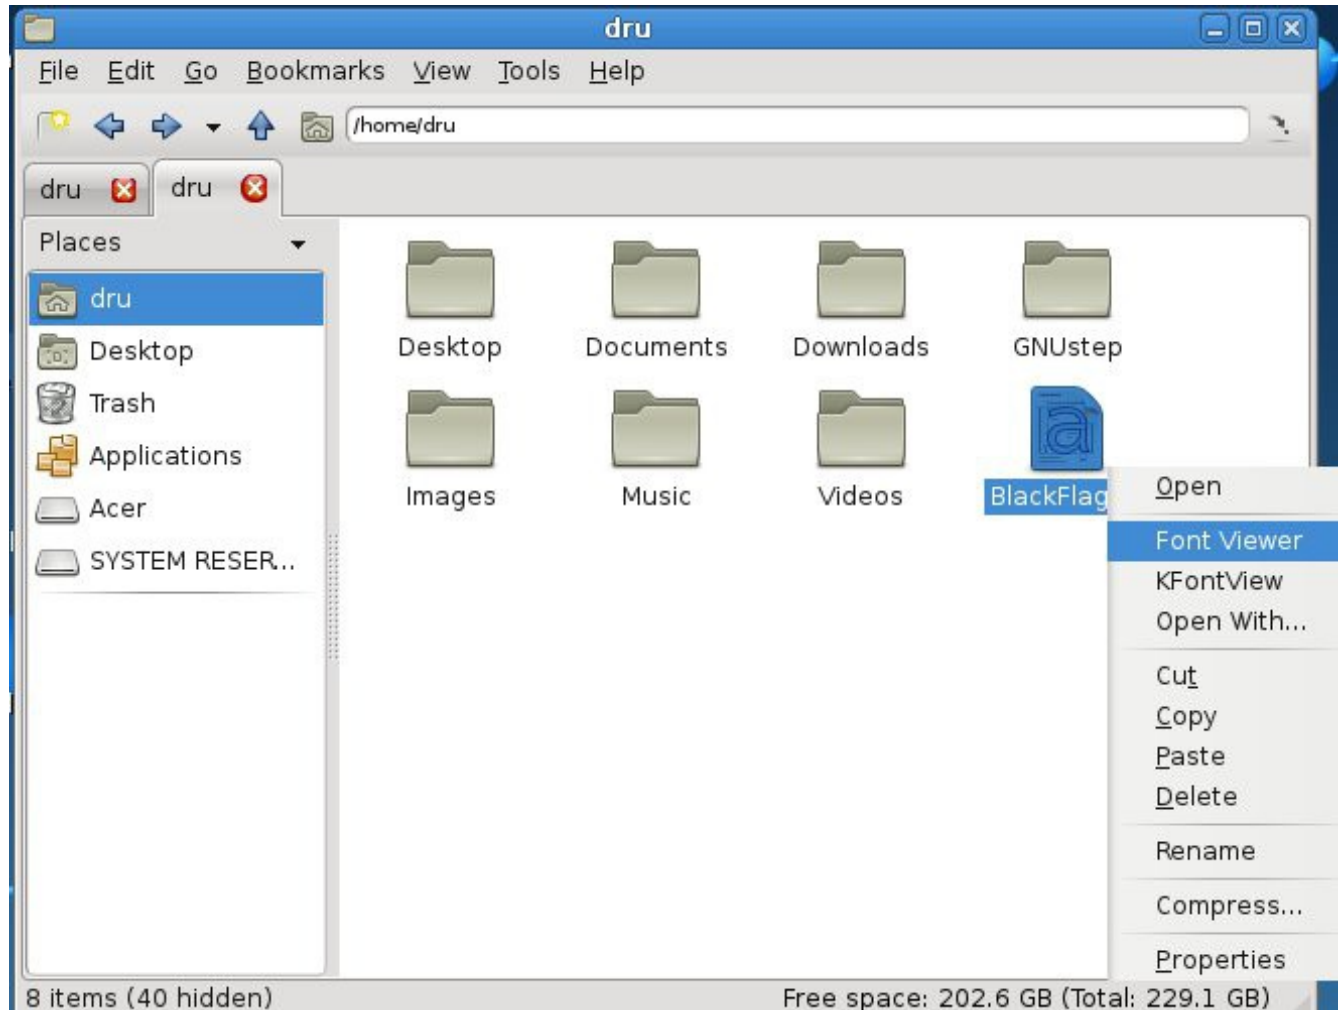 dru
File Edit Go Bookmarks View Tools Help
/home/dru
dru dru
Places
dru
Desktop
Trash
Applications
Acer
SYSTEM RESER...
Desktop Documents Downloads GNUstep
Images Music Videos BlackFlag
Open
Font Viewer
KFontView
Open With...
Cut
Copy
Paste
Delete
Rename
Compress...
Properties
8 items (40 hidden) Free space: 202.6 GB (Total: 229.1 GB)